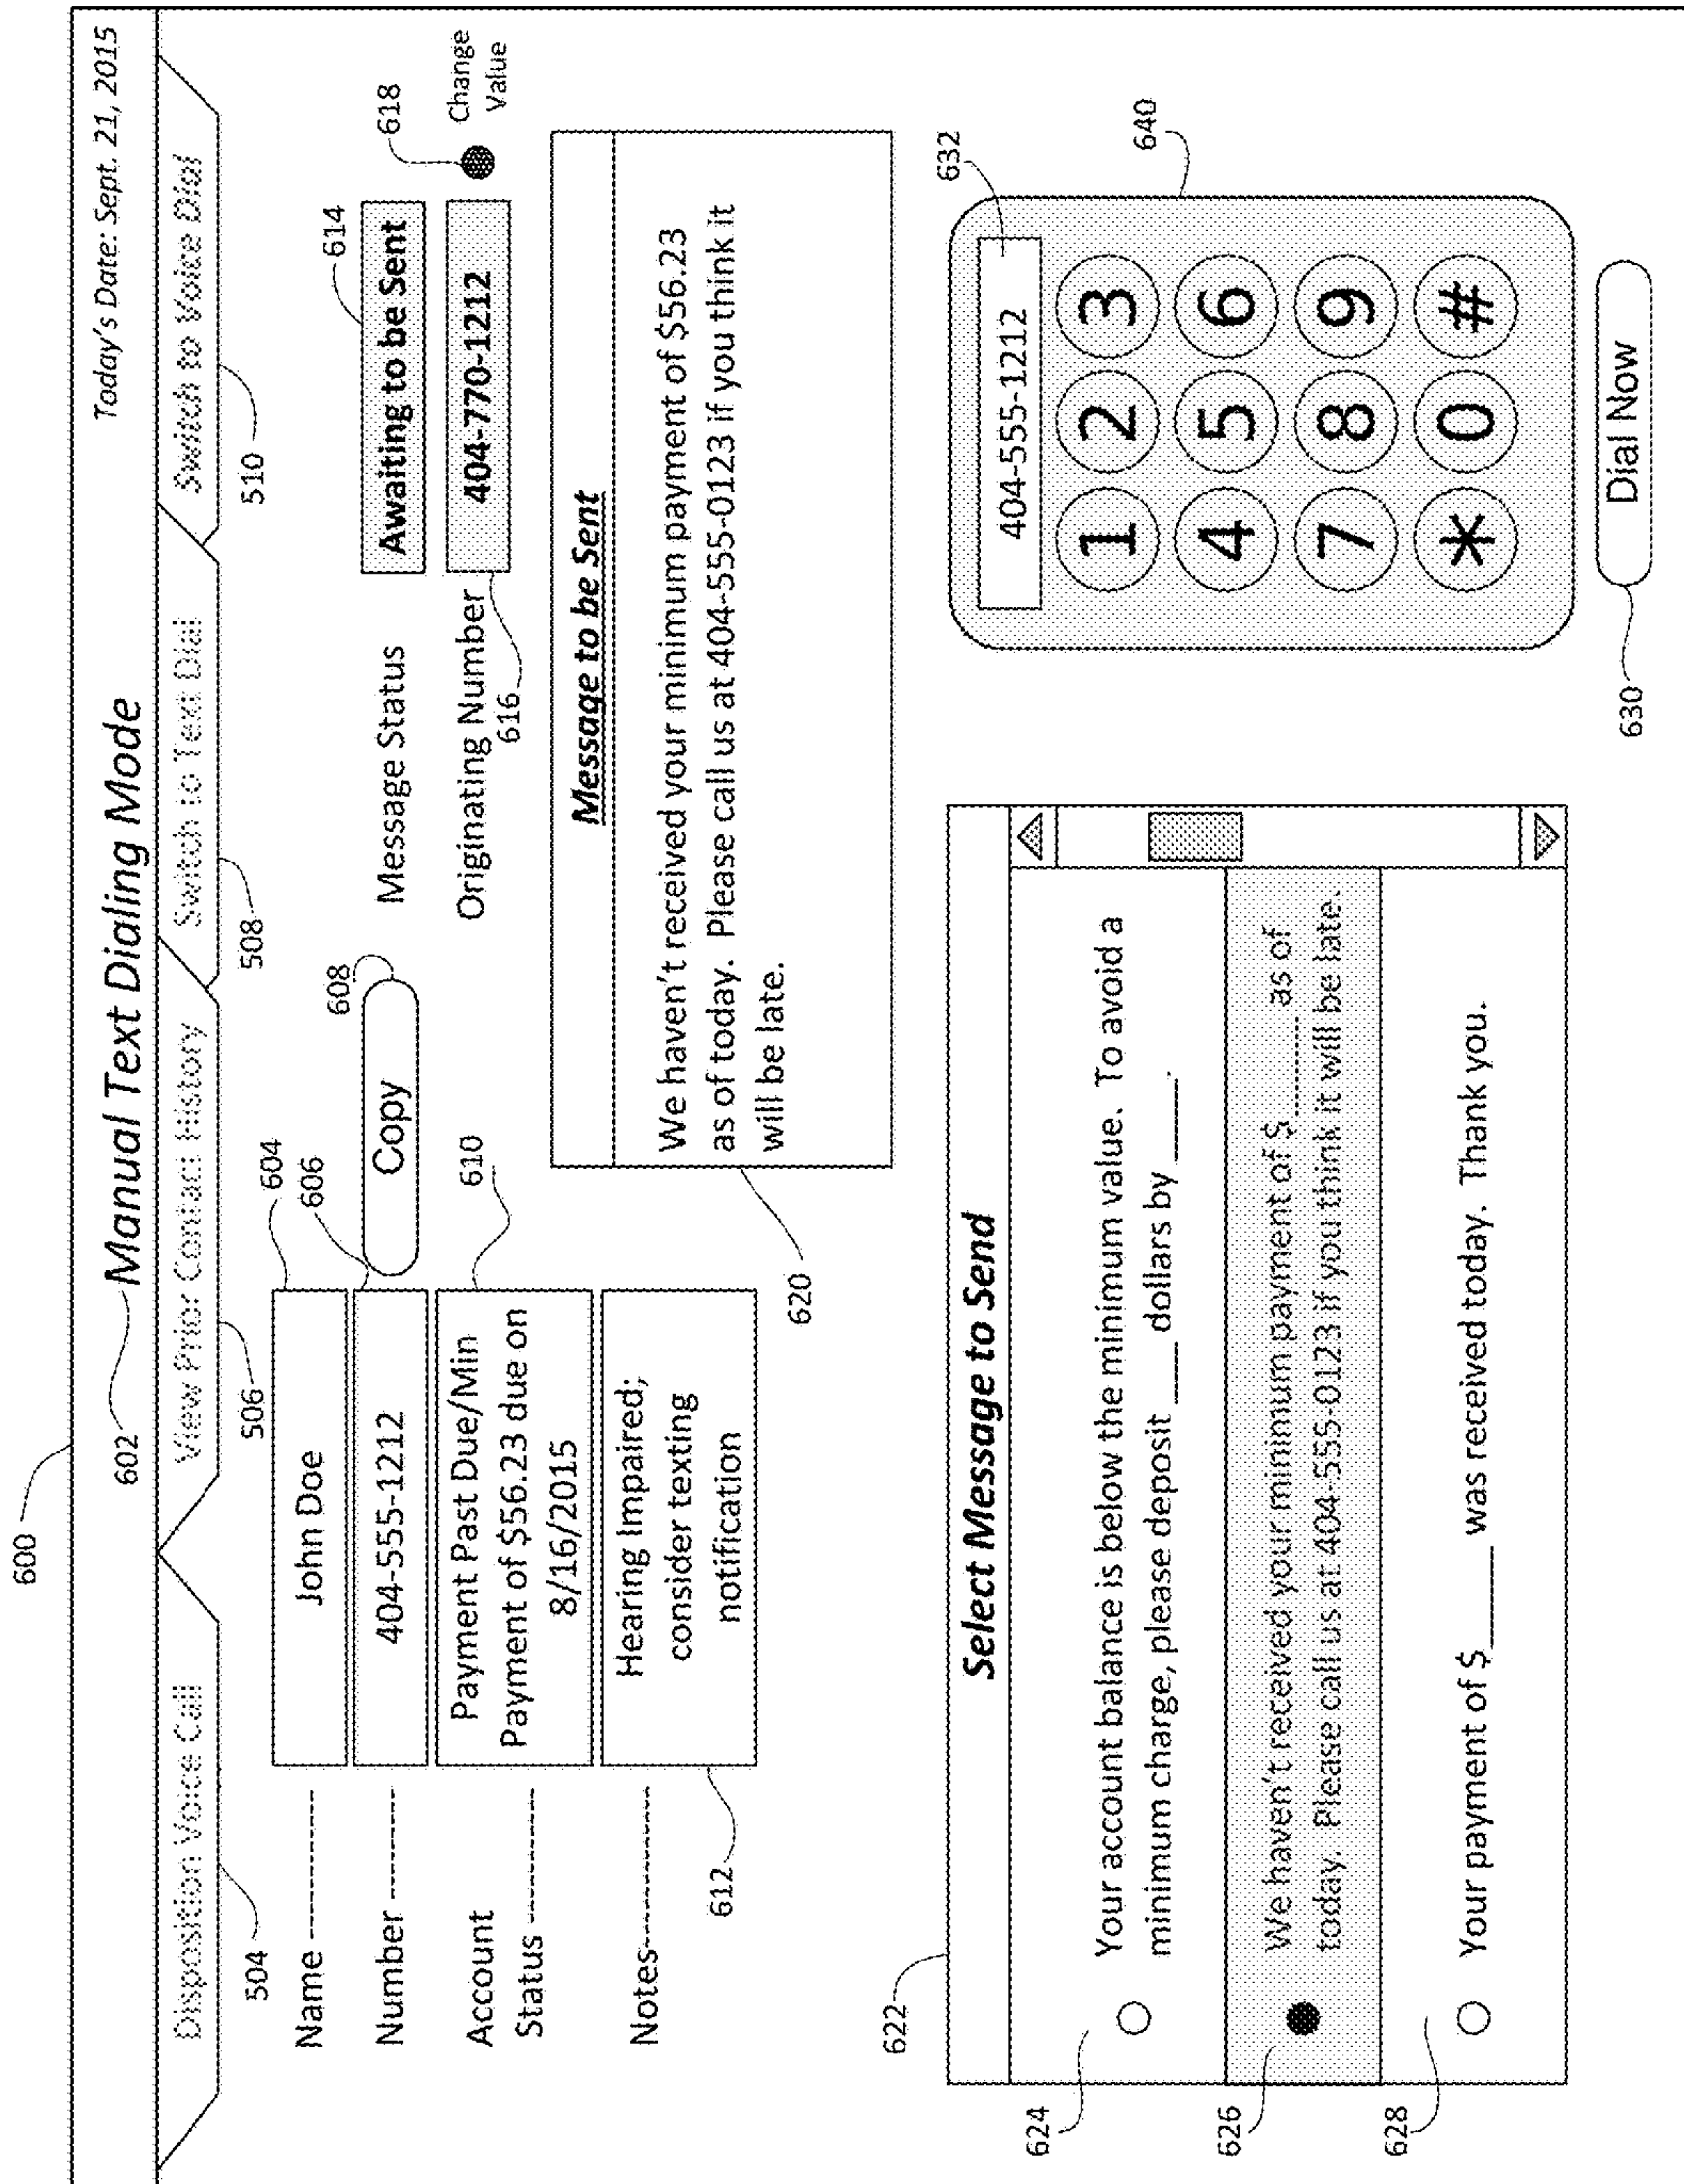 600
602
Manual Text Dialing Mode
Today's Date: Sept. 21, 2015
Disposition Voice Call
View Prior Contact History
Switch to Text Dial
Switch to Voice Dial
504
506
508
510
Name
John Doe
604
Number
404-555-1212
606
Copy
608
Account
Status
Payment Past Due/Min
Payment of $56.23 due on
8/16/2015
610
Notes
Hearing Impaired;
consider texting
notification
612
Message Status
Awaiting to be Sent
614
Originating Number
404-770-1212
616
618
Change
Value
Message to be Sent
We haven't received your minimum payment of $56.23
as of today.  Please call us at 404-555-0123 if you think it
will be late.
620
622
Select Message to Send
624
Your account balance is below the minimum value.  To avoid a
minimum charge, please deposit ____ dollars by ____.
626
We haven't received your minimum payment of $ ______ as of
today.  Please call us at 404-555-0123 if you think it will be late.
628
Your payment of $______ was received today.  Thank you.
632
640
404-555-1212
1 2 3
4 5 6
7 8 9
* 0 #
Dial Now
630